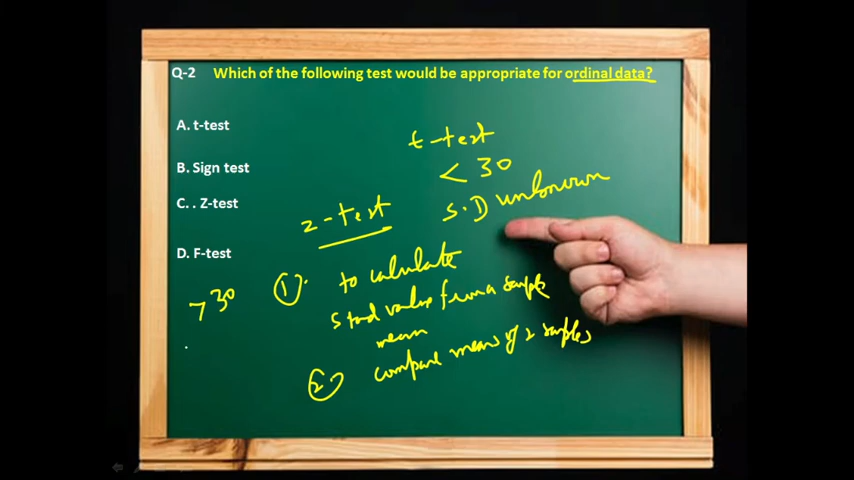 Q-2 Which of the following test would be appropriate for ordinal data?
A. t-test
B. Sign test
C. . Z-test
D. F-test
t-test
< 30
S.D unknown
z-test
> 30
① to calculate
stand value from a sample
mean
② compare means of 2 samples